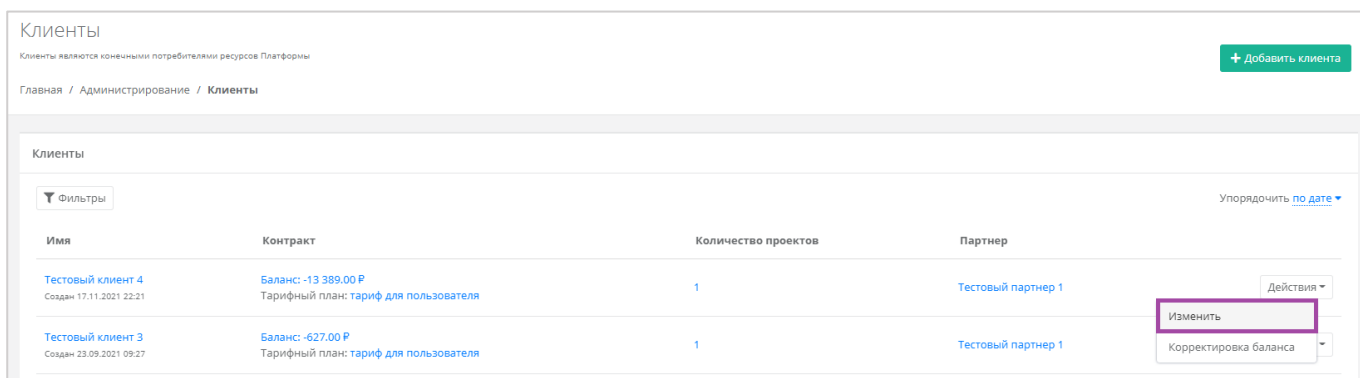 Клиенты
Клиенты являются конечными потребителями ресурсов Платформы
+ Добавить клиента
Главная / Администрирование / Клиенты
Клиенты
Фильтры
Упорядочить по дате
Имя Контракт Количество проектов Партнер
Тестовый клиент 4 Баланс: -13 389.00 ₽ 1 Тестовый партнер 1 Действия
Создан 17.11.2021 22:21 Тарифный план: тариф для пользователя
Изменить
Тестовый клиент 3 Баланс: -627.00 ₽ 1 Тестовый партнер 1
Создан 23.09.2021 09:27 Тарифный план: тариф для пользователя
Корректировка баланса